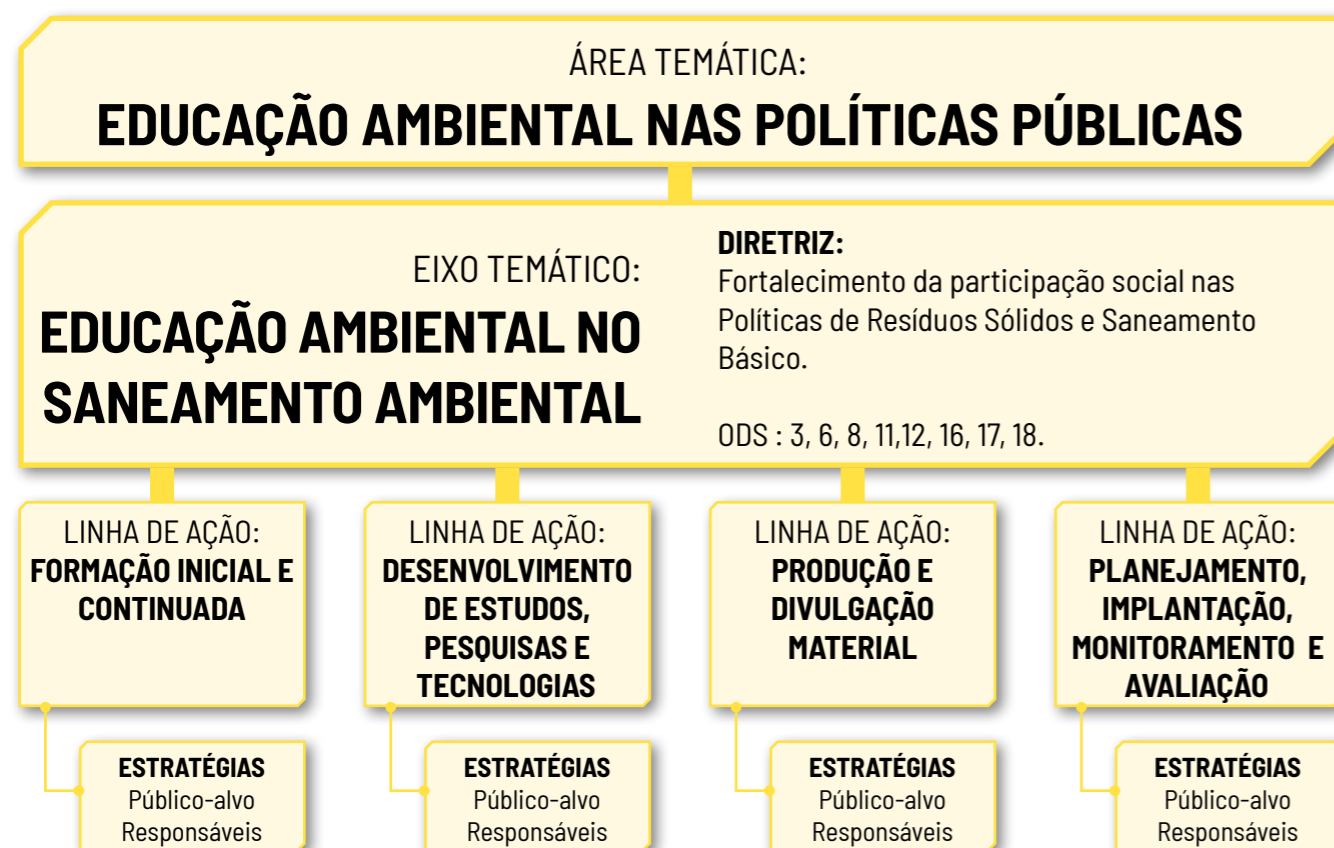 ÁREA TEMÁTICA:
EDUCAÇÃO AMBIENTAL NAS POLÍTICAS PÚBLICAS
EIXO TEMÁTICO:
EDUCAÇÃO AMBIENTAL NO
SANEAMENTO AMBIENTAL
DIRETRIZ:
Fortalecimento da participação social nas
Políticas de Resíduos Sólidos e Saneamento
Básico.
ODS : 3, 6, 8, 11,12, 16, 17, 18.
LINHA DE AÇÃO:
FORMAÇÃO INICIAL E
CONTINUADA
ESTRATÉGIAS
Público-alvo
Responsáveis
LINHA DE AÇÃO:
DESENVOLVIMENTO
DE ESTUDOS,
PESQUISAS E
TECNOLOGIAS
ESTRATÉGIAS
Público-alvo
Responsáveis
LINHA DE AÇÃO:
PRODUÇÃO E
DIVULGAÇÃO
MATERIAL
ESTRATÉGIAS
Público-alvo
Responsáveis
LINHA DE AÇÃO:
PLANEJAMENTO,
IMPLANTAÇÃO,
MONITORAMENTO  E
AVALIAÇÃO
ESTRATÉGIAS
Público-alvo
Responsáveis